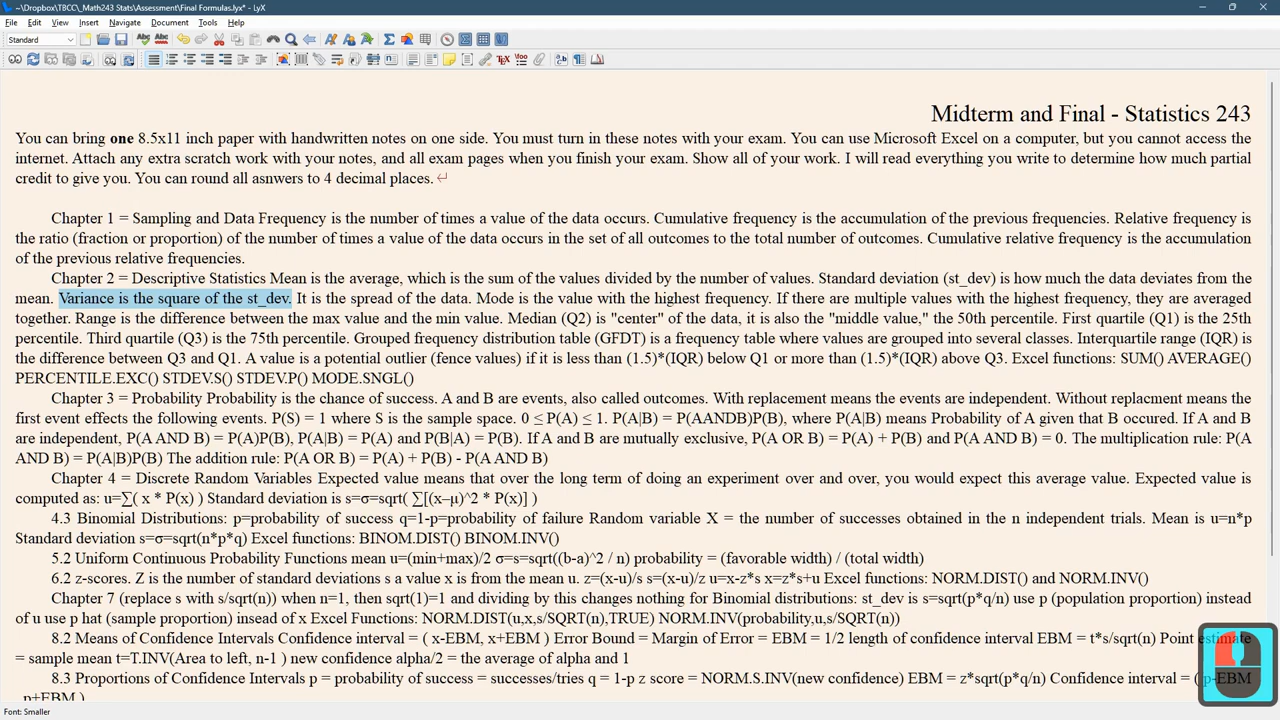 ~\Dropbox\TBCC\_Math243 Stats\Assessment\Final Formulas.lyx* - LyX
File Edit View Insert Navigate Document Tools Help
Standard
Midterm and Final - Statistics 243
You can bring one 8.5x11 inch paper with handwritten notes on one side. You must turn in these notes with your exam. You can use Microsoft Excel on a computer, but you cannot access the
internet. Attach any extra scratch work with your notes, and all exam pages when you finish your exam. Show all of your work. I will read everything you write to determine how much partial
credit to give you. You can round all asnwers to 4 decimal places.
Chapter 1 = Sampling and Data Frequency is the number of times a value of the data occurs. Cumulative frequency is the accumulation of the previous frequencies. Relative frequency is
the ratio (fraction or proportion) of the number of times a value of the data occurs in the set of all outcomes to the total number of outcomes. Cumulative relative frequency is the accumulation
of the previous relative frequencies.
Chapter 2 = Descriptive Statistics Mean is the average, which is the sum of the values divided by the number of values. Standard deviation (st_dev) is how much the data deviates from the
mean. Variance is the square of the st_dev. It is the spread of the data. Mode is the value with the highest frequency. If there are multiple values with the highest frequency, they are averaged
together. Range is the difference between the max value and the min value. Median (Q2) is "center" of the data, it is also the "middle value," the 50th percentile. First quartile (Q1) is the 25th
percentile. Third quartile (Q3) is the 75th percentile. Grouped frequency distribution table (GFDT) is a frequency table where values are grouped into several classes. Interquartile range (IQR) is
the difference between Q3 and Q1. A value is a potential outlier (fence values) if it is less than (1.5)*(IQR) below Q1 or more than (1.5)*(IQR) above Q3. Excel functions: SUM() AVERAGE()
PERCENTILE.EXC() STDEV.S() STDEV.P() MODE.SNGL()
Chapter 3 = Probability Probability is the chance of success. A and B are events, also called outcomes. With replacement means the events are independent. Without replacment means the
first event effects the following events. P(S) = 1 where S is the sample space. 0 ≤ P(A) ≤ 1. P(A|B) = P(AANDB)P(B), where P(A|B) means Probability of A given that B occured. If A and B
are independent, P(A AND B) = P(A)P(B), P(A|B) = P(A) and P(B|A) = P(B). If A and B are mutually exclusive, P(A OR B) = P(A) + P(B) and P(A AND B) = 0. The multiplication rule: P(A
AND B) = P(A|B)P(B) The addition rule: P(A OR B) = P(A) + P(B) - P(A AND B)
Chapter 4 = Discrete Random Variables Expected value means that over the long term of doing an experiment over and over, you would expect this average value. Expected value is
computed as: u=∑( x * P(x) ) Standard deviation is s=σ=sqrt( ∑[(x–μ)^2 * P(x)] )
4.3 Binomial Distributions: p=probability of success q=1-p=probability of failure Random variable X = the number of successes obtained in the n independent trials. Mean is u=n*p
Standard deviation s=σ=sqrt(n*p*q) Excel functions: BINOM.DIST() BINOM.INV()
5.2 Uniform Continuous Probability Functions mean u=(min+max)/2 σ=s=sqrt((b-a)^2 / n) probability = (favorable width) / (total width)
6.2 z-scores. Z is the number of standard deviations s a value x is from the mean u. z=(x-u)/s s=(x-u)/z u=x-z*s x=z*s+u Excel functions: NORM.DIST() and NORM.INV()
Chapter 7 (replace s with s/sqrt(n)) when n=1, then sqrt(1)=1 and dividing by this changes nothing for Binomial distributions: st_dev is s=sqrt(p*q/n) use p (population proportion) instead
of u use p hat (sample proportion) insead of x Excel Functions: NORM.DIST(u,x,s/SQRT(n),TRUE) NORM.INV(probability,u,s/SQRT(n))
8.2 Means of Confidence Intervals Confidence interval = ( x-EBM, x+EBM ) Error Bound = Margin of Error = EBM = 1/2 length of confidence interval EBM = t*s/sqrt(n) Point estimate
= sample mean t=T.INV(Area to left, n-1 ) new confidence alpha/2 = the average of alpha and 1
8.3 Proportions of Confidence Intervals p = probability of success = successes/tries q = 1-p z score = NORM.S.INV(new confidence) EBM = z*sqrt(p*q/n) Confidence interval = ( p-EBM
p+EBM )
Font: Smaller